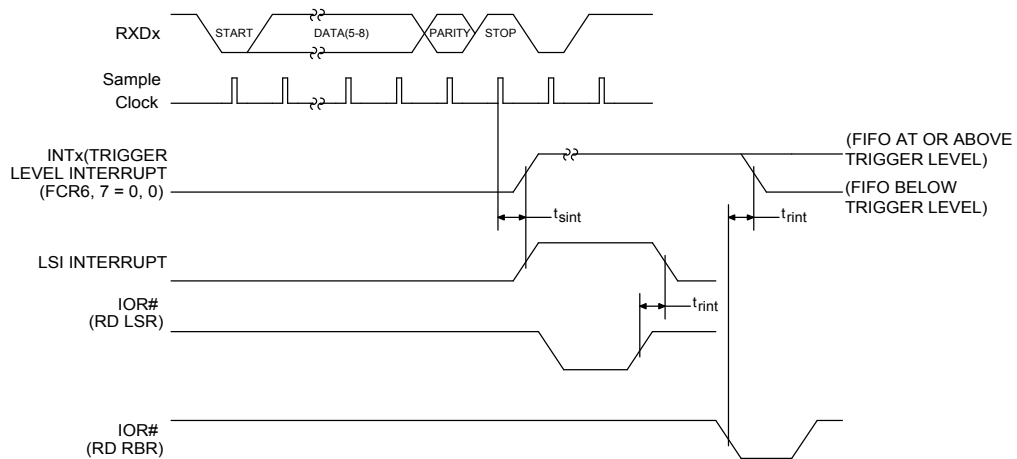 RXDx
START
DATA(5-8)
PARITY
STOP
Sample
Clock
INTx(TRIGGER
LEVEL INTERRUPT
(FCR6, 7 = 0, 0)
(FIFO AT OR ABOVE
TRIGGER LEVEL)
(FIFO BELOW
TRIGGER LEVEL)
tsint
trint
LSI INTERRUPT
IOR#
(RD LSR)
trint
IOR#
(RD RBR)